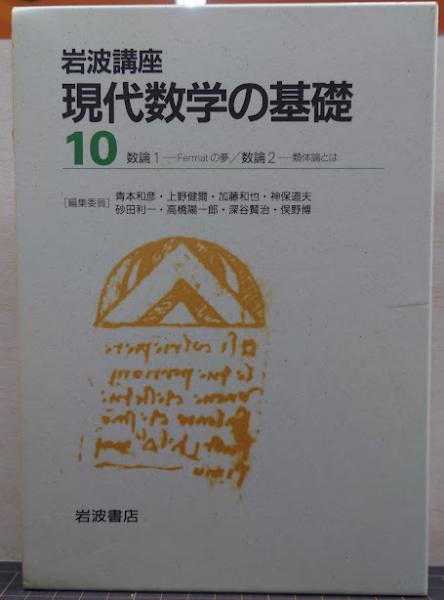 岩波講座
現代数学の基礎
10 数論1──Fermatの夢／数論2──類体論とは
［編集委員］ 青本和彦・上野健爾・加藤和也・神保道夫
砂田利一・高橋陽一郎・深谷賢治・俣野博
岩波書店